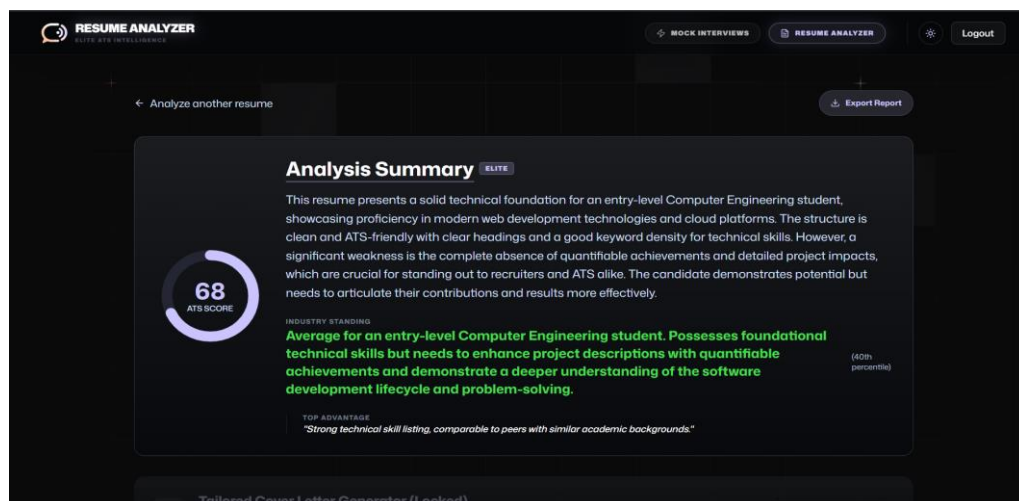 RESUME ANALYZER
ELITE ATS INTELLIGENCE
MOCK INTERVIEWS
RESUME ANALYZER
Logout
← Analyze another resume
Export Report
Analysis Summary ELITE
This resume presents a solid technical foundation for an entry-level Computer Engineering student,
showcasing proficiency in modern web development technologies and cloud platforms. The structure is
clean and ATS-friendly with clear headings and a good keyword density for technical skills. However, a
significant weakness is the complete absence of quantifiable achievements and detailed project impacts,
which are crucial for standing out to recruiters and ATS alike. The candidate demonstrates potential but
needs to articulate their contributions and results more effectively.
68
ATS SCORE
INDUSTRY STANDING
Average for an entry-level Computer Engineering student. Possesses foundational
technical skills but needs to enhance project descriptions with quantifiable
achievements and demonstrate a deeper understanding of the software
development lifecycle and problem-solving.
(40th
percentile)
TOP ADVANTAGE
"Strong technical skill listing, comparable to peers with similar academic backgrounds."
Tailored Cover Letter Generator (Locked)